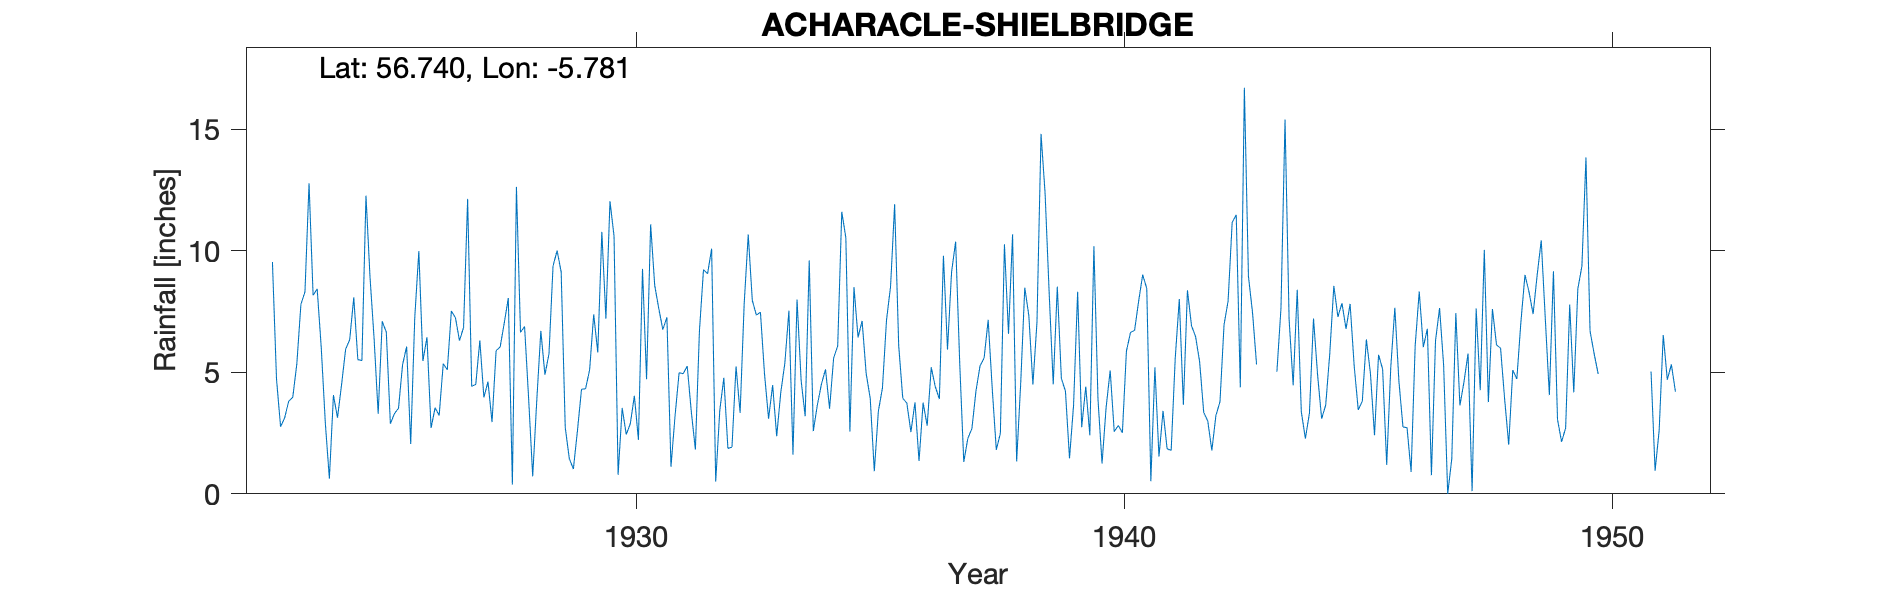 ACHARACLE-SHIELBRIDGE
Lat: 56.740, Lon: -5.781
Rainfall [inches]
15
10
5
0
1930 1940 1950
Year